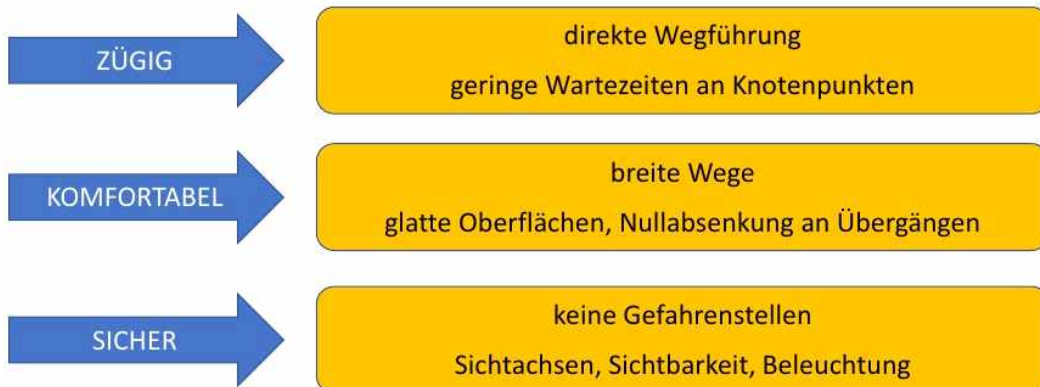 ZÜGIG
direkte Wegführung
geringe Wartezeiten an Knotenpunkten
KOMFORTABEL
breite Wege
glatte Oberflächen, Nullabsenkung an Übergängen
SICHER
keine Gefahrenstellen
Sichtachsen, Sichtbarkeit, Beleuchtung